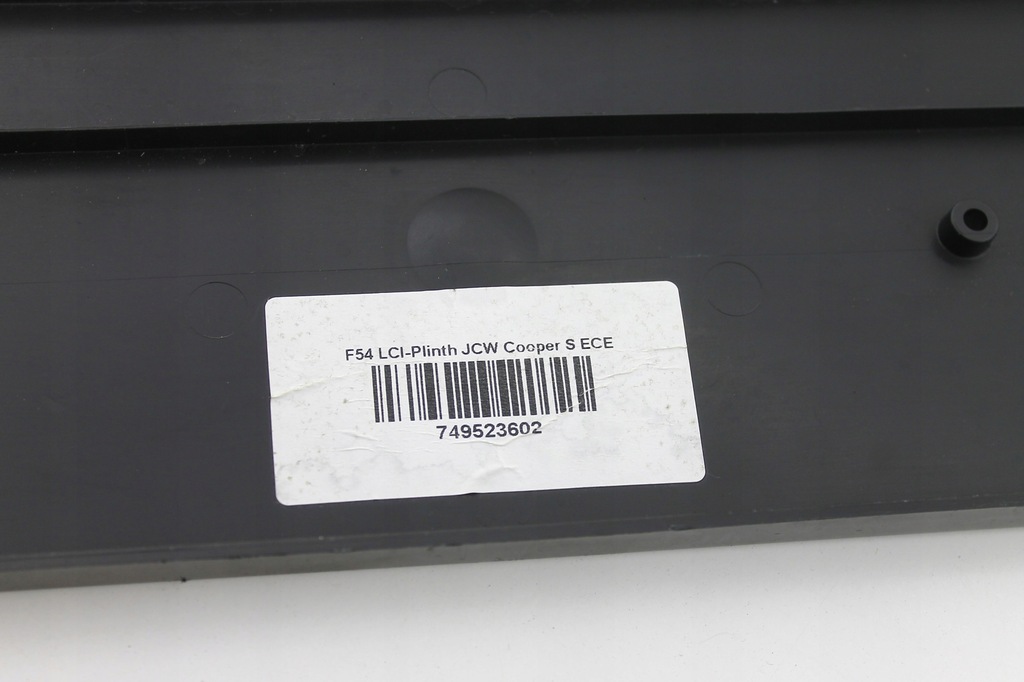 F54 LCI-Plinth JCW Cooper S ECE
749523602